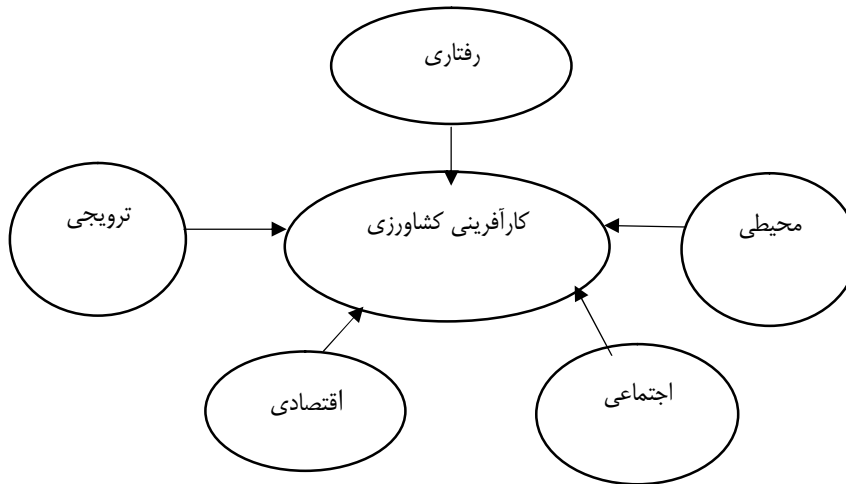 رفتاری
ترویجی
کارآفرینی کشاورزی
محیطی
اقتصادی
اجتماعی